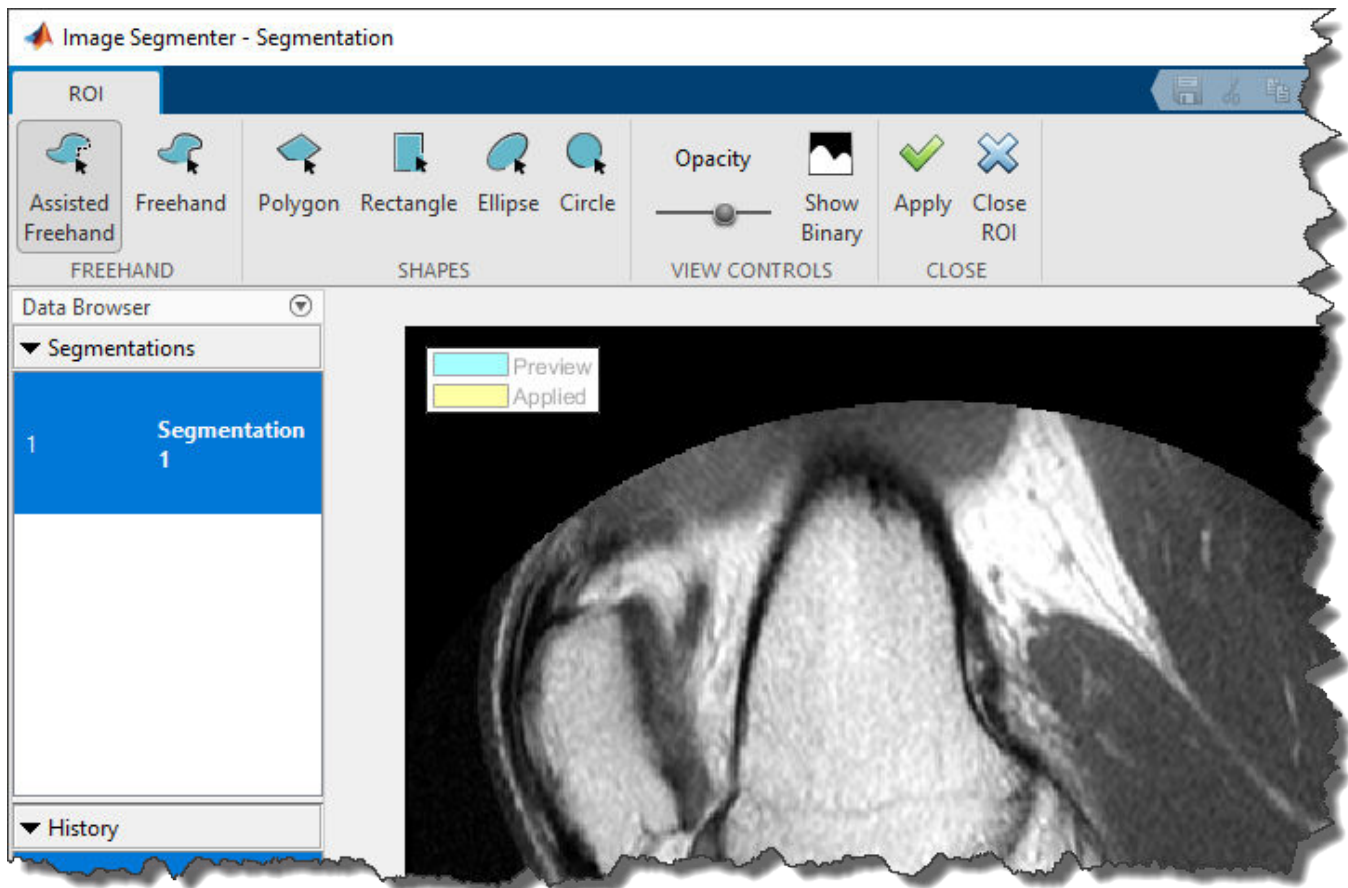 Image Segmenter - Segmentation
ROI
Assisted Freehand
Freehand
Polygon
Rectangle
Ellipse
Circle
Opacity
Show Binary
Apply
Close ROI
FREEHAND
SHAPES
VIEW CONTROLS
CLOSE
Data Browser
Segmentations
1
Segmentation
1
Preview
Applied
History